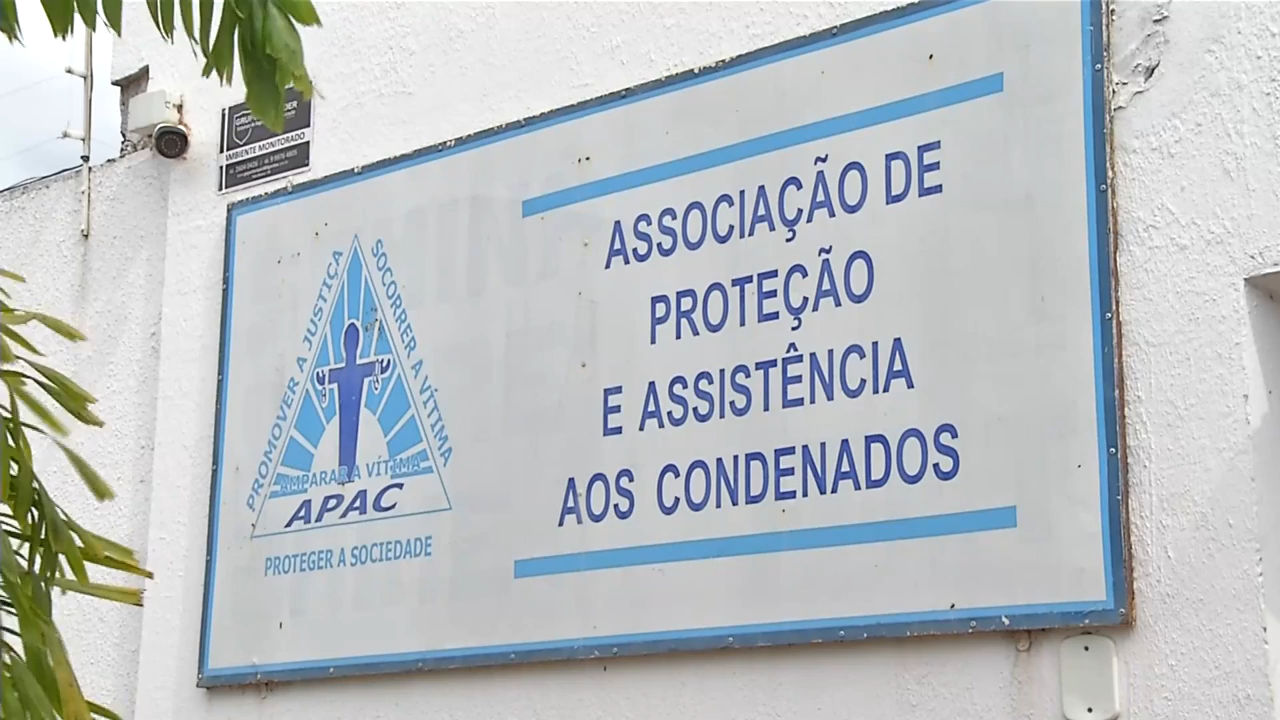 AMBIENTE MONITORADO
PROMOVER A JUSTIÇA
SOCORRER A VÍTIMA
AMPARAR A VÍTIMA
APAC
PROTEGER A SOCIEDADE
ASSOCIAÇÃO DE
PROTEÇÃO
E ASSISTÊNCIA
AOS CONDENADOS